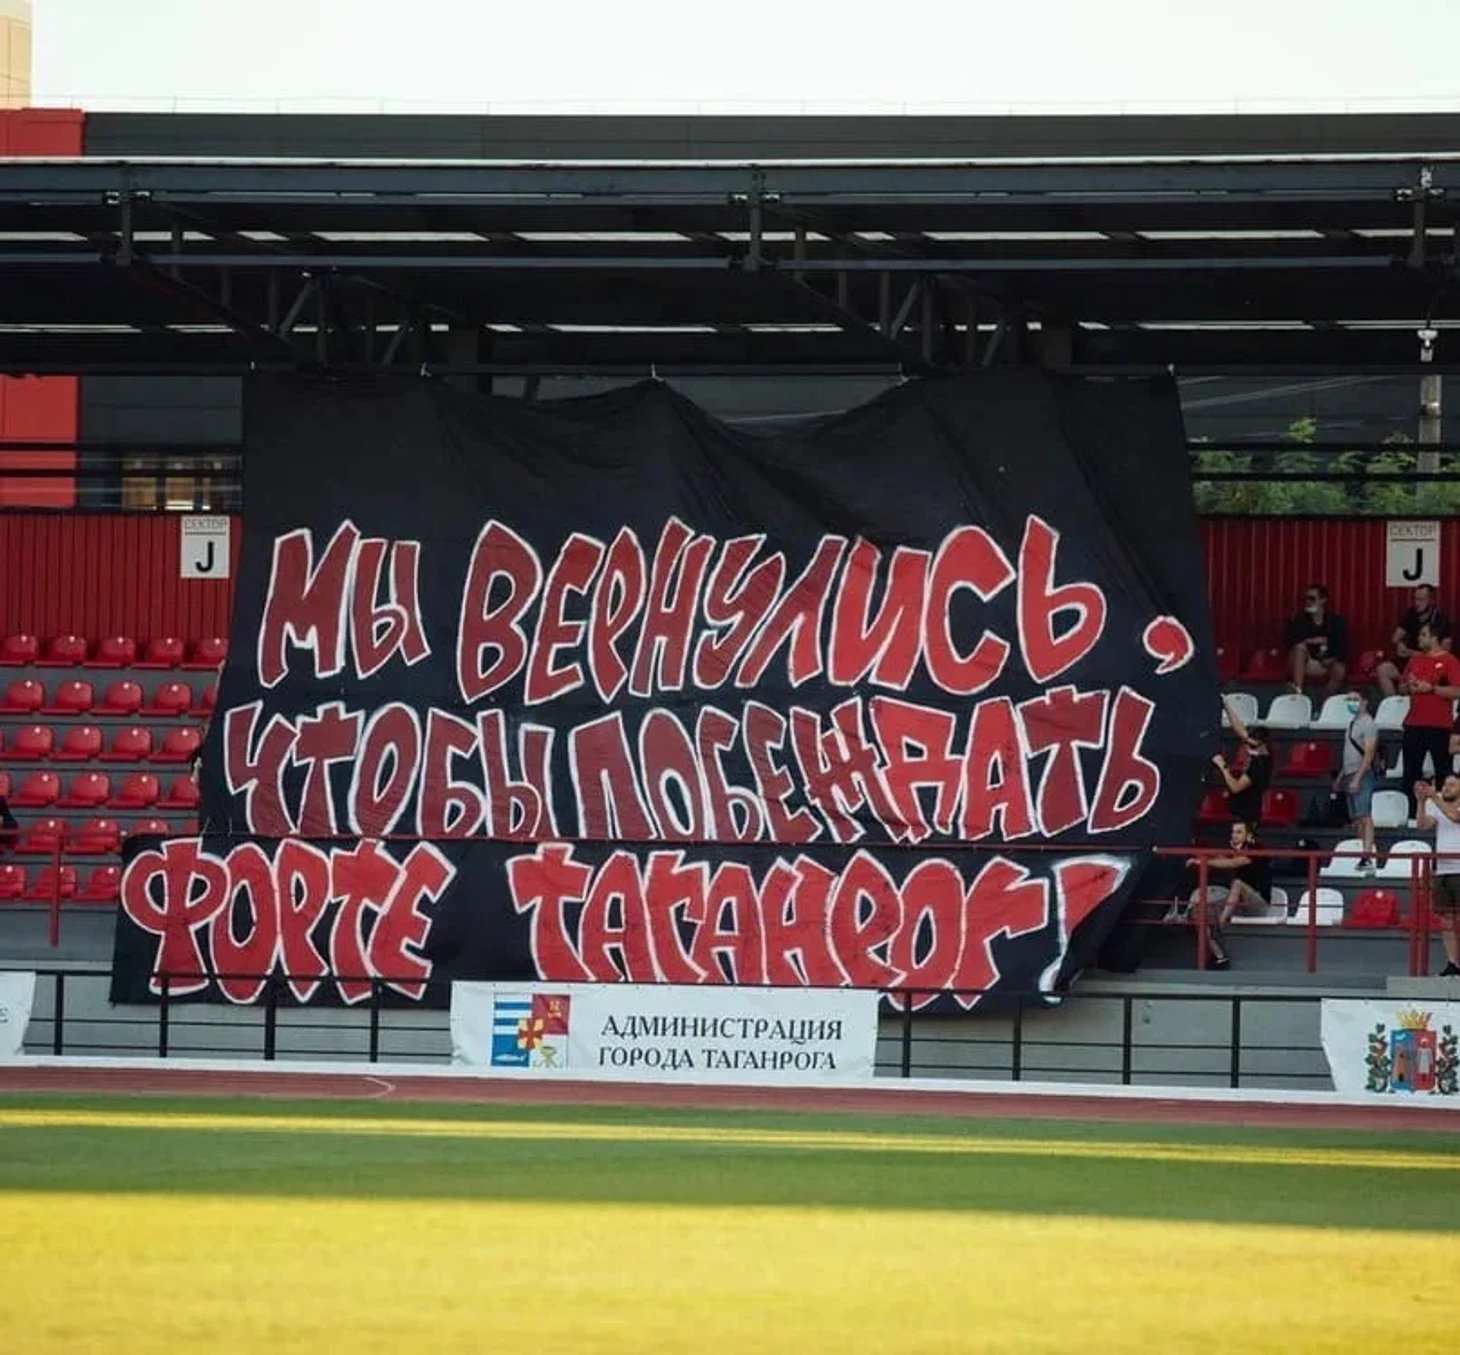 СЕКТОР
J
СЕКТОР
J
МЫ ВЕРНУЛИСЬ,
ЧТОБЫ ПОБЕЖДАТЬ
ФОРТЕ ТАГАНРОГ!
АДМИНИСТРАЦИЯ
ГОРОДА ТАГАНРОГА